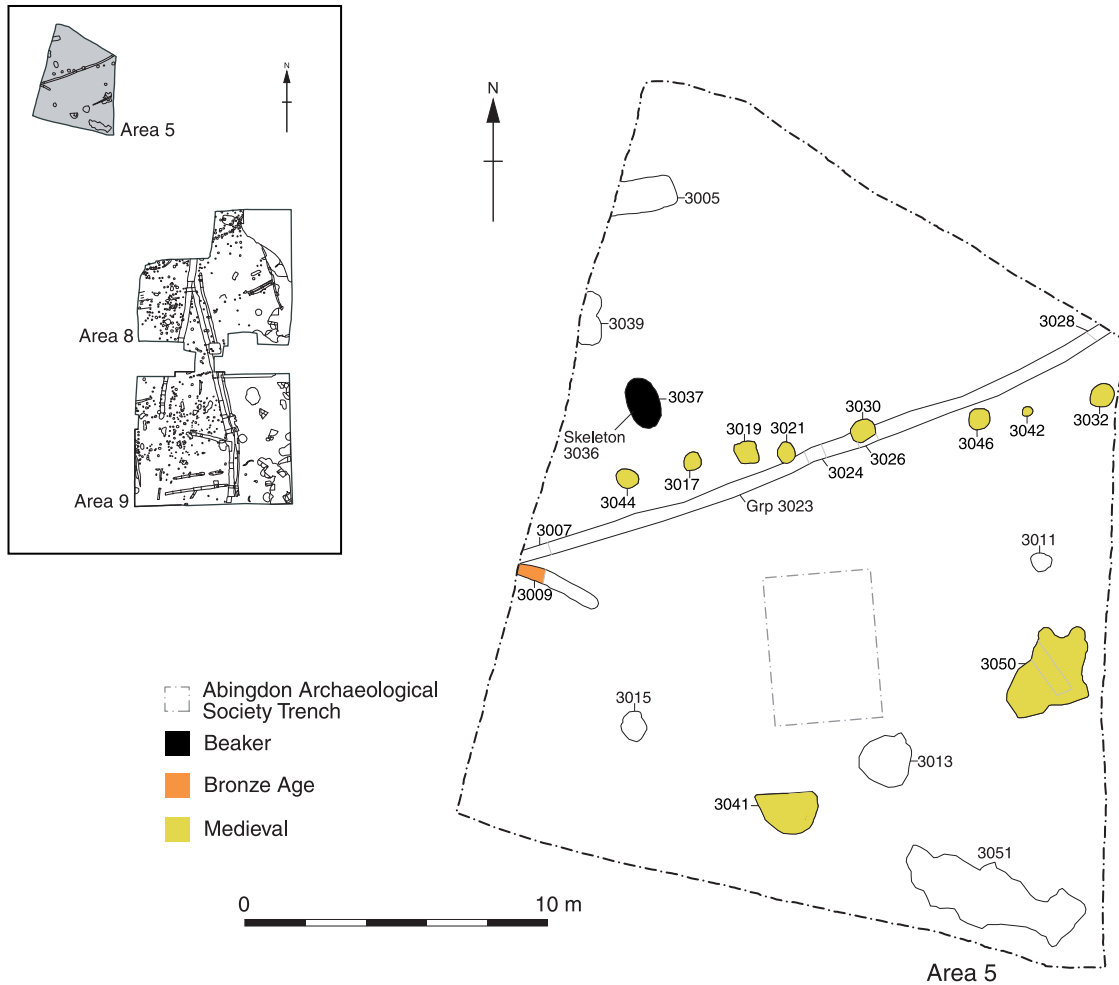 N
Area 5
Area 8
Area 9
N
3005
3039
3028
3037
Skeleton
3036
3030
3032
3019
3021
3046
3042
3017
3044
3024
3026
Grp 3023
3007
3009
3011
3050
3015
3013
3041
3051
Abingdon Archaeological
Society Trench
Beaker
Bronze Age
Medieval
0
10 m
Area 5